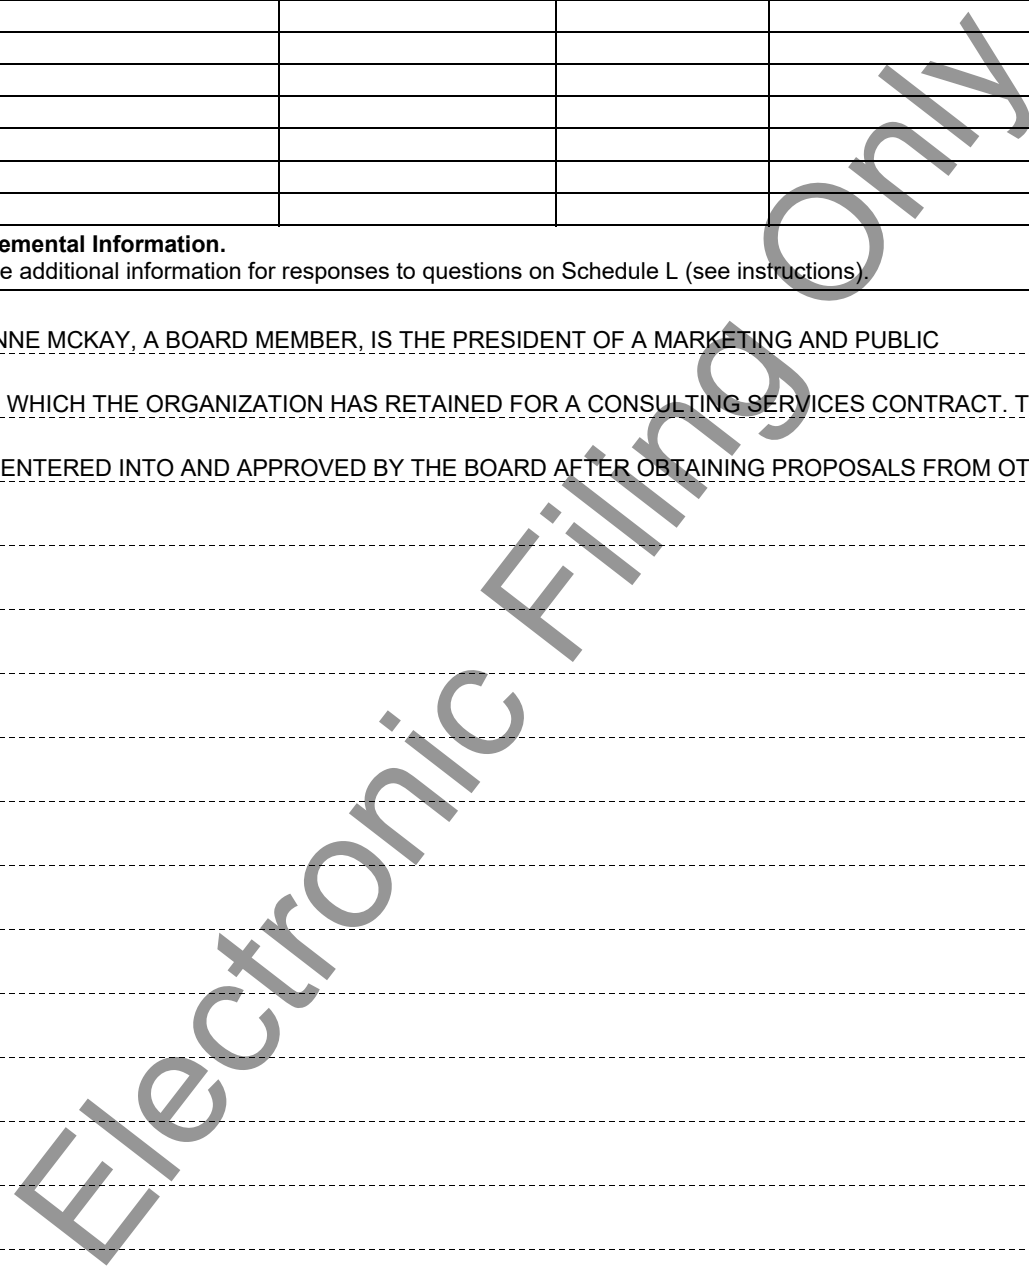 emental Information.
e additional information for responses to questions on Schedule L (see instructions).
NNE MCKAY, A BOARD MEMBER, IS THE PRESIDENT OF A MARKETING AND PUBLIC
WHICH THE ORGANIZATION HAS RETAINED FOR A CONSULTING SERVICES CONTRACT. T
ENTERED INTO AND APPROVED BY THE BOARD AFTER OBTAINING PROPOSALS FROM OT
Electronic Filing Only